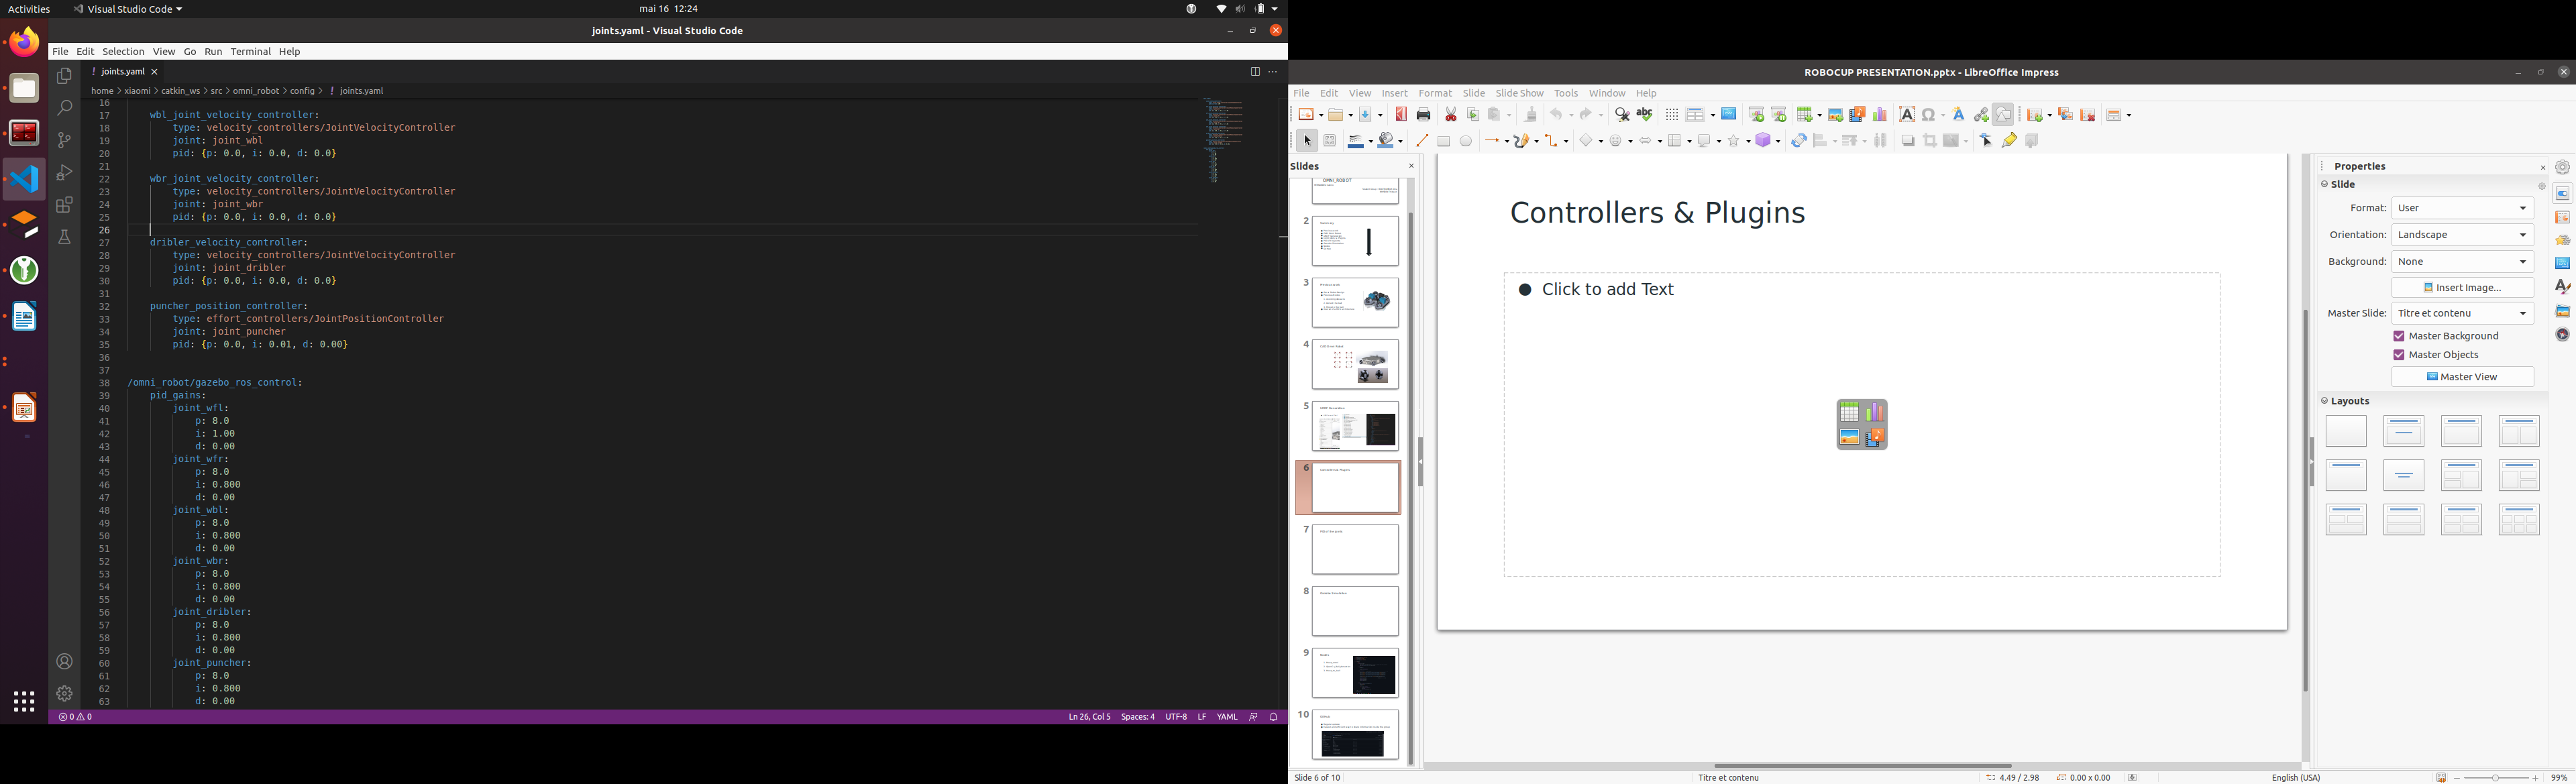 Activities
Visual Studio Code
mai 16 12:24
joints.yaml - Visual Studio Code
File Edit Selection View Go Run Terminal Help
! joints.yaml
home > xiaomi > catkin_ws > src > omni_robot > config > ! joints.yaml
16
17 wbl_joint_velocity_controller:
18 type: velocity_controllers/JointVelocityController
19 joint: joint_wbl
20 pid: {p: 0.0, i: 0.0, d: 0.0}
21
22 wbr_joint_velocity_controller:
23 type: velocity_controllers/JointVelocityController
24 joint: joint_wbr
25 pid: {p: 0.0, i: 0.0, d: 0.0}
26
27 dribler_velocity_controller:
28 type: velocity_controllers/JointVelocityController
29 joint: joint_dribler
30 pid: {p: 0.0, i: 0.0, d: 0.0}
31
32 puncher_position_controller:
33 type: effort_controllers/JointPositionController
34 joint: joint_puncher
35 pid: {p: 0.0, i: 0.01, d: 0.00}
36
37
38 /omni_robot/gazebo_ros_control:
39 pid_gains:
40 joint_wfl:
41 p: 8.0
42 i: 1.00
43 d: 0.00
44 joint_wfr:
45 p: 8.0
46 i: 0.800
47 d: 0.00
48 joint_wbl:
49 p: 8.0
50 i: 0.800
51 d: 0.00
52 joint_wbr:
53 p: 8.0
54 i: 0.800
55 d: 0.00
56 joint_dribler:
57 p: 8.0
58 i: 0.800
59 d: 0.00
60 joint_puncher:
61 p: 8.0
62 i: 0.800
63 d: 0.00
0 0
Ln 26, Col 5 Spaces: 4 UTF-8 LF YAML
ROBOCUP PRESENTATION.pptx - LibreOffice Impress
File Edit View Insert Format Slide Slide Show Tools Window Help
Slides
OMNI_ROBOT
2
3
4
5
6
7
8
9
10
Controllers & Plugins
● Click to add Text
Properties
Slide
Format: User
Orientation: Landscape
Background: None
Insert Image...
Master Slide: Titre et contenu
Master Background
Master Objects
Master View
Layouts
Slide 6 of 10
Titre et contenu
4.49 / 2.98
0.00 x 0.00
English (USA)
99%